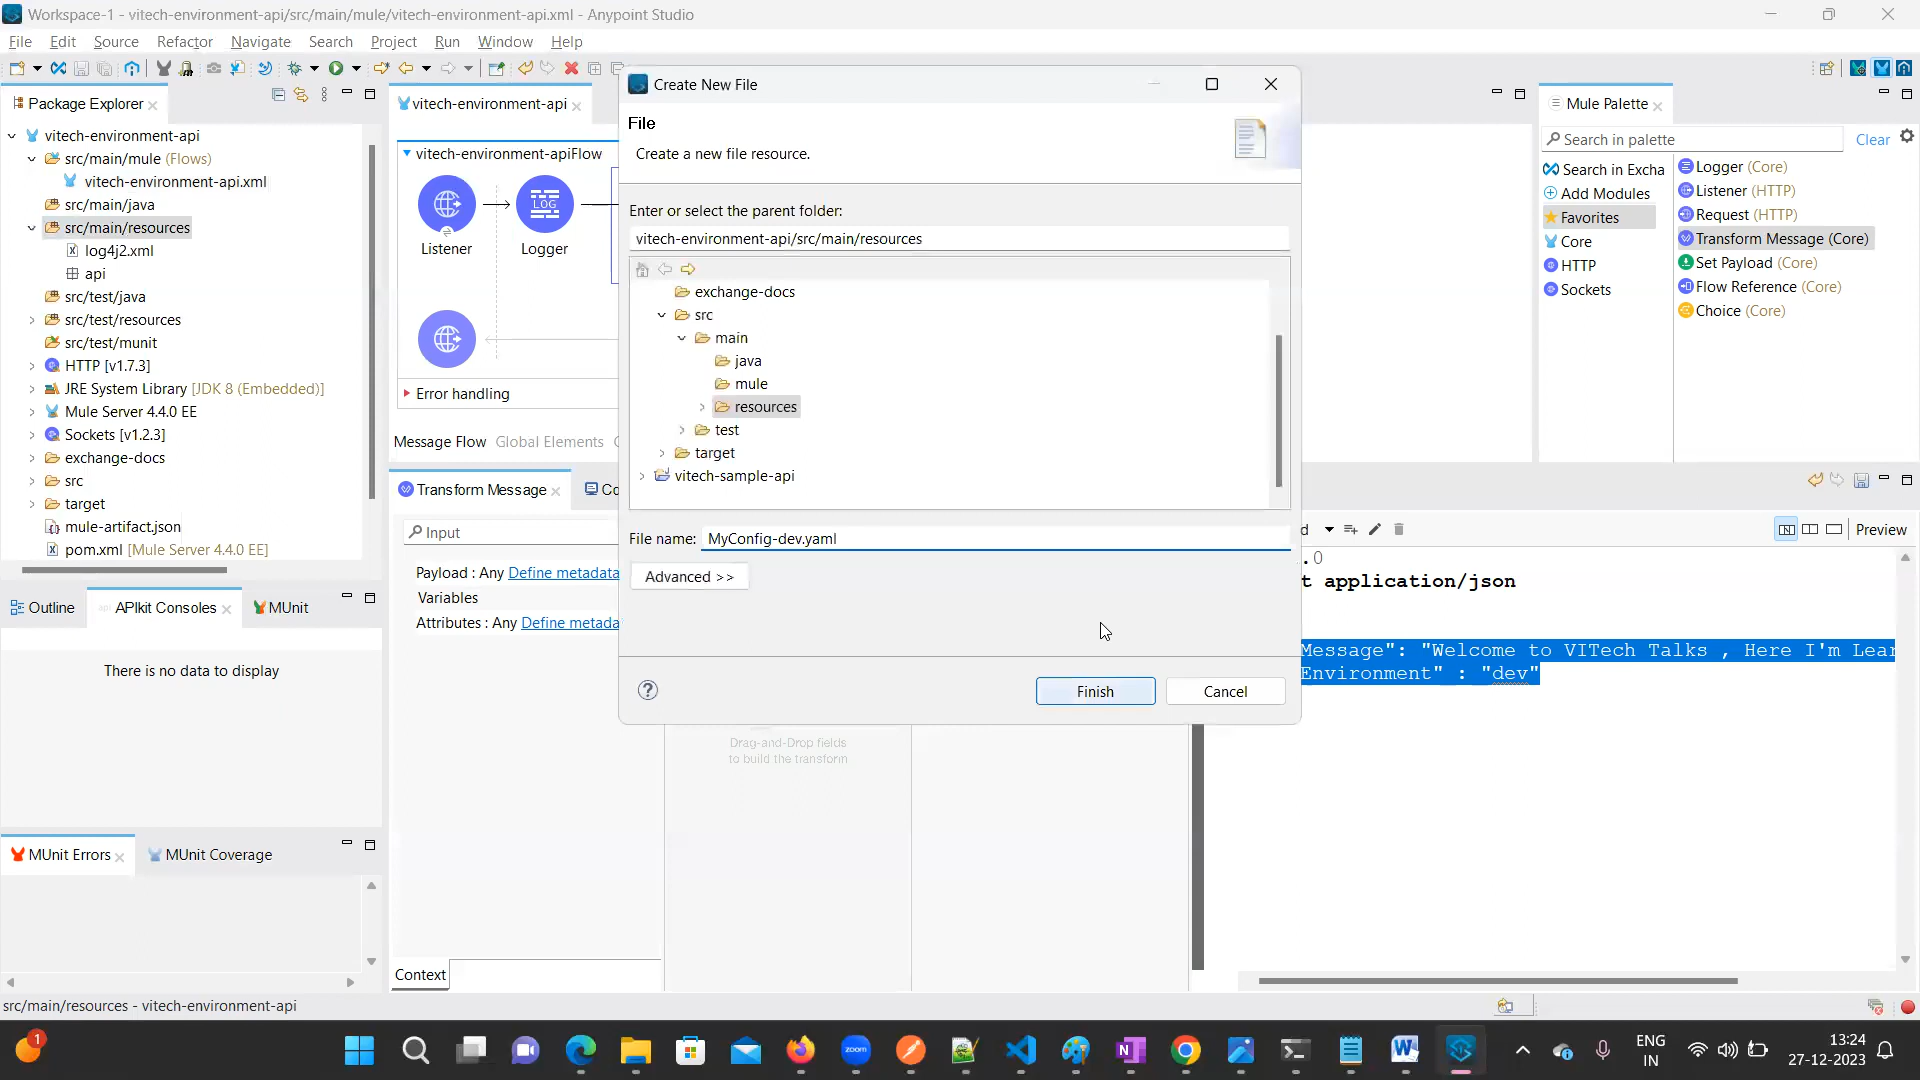 Workspace-1 - vitech-environment-api/src/main/mule/vitech-environment-api.xml - Anypoint Studio
File Edit Source Refactor Navigate Search Project Run Window Help
Package Explorer
vitech-environment-api
src/main/mule (Flows)
vitech-environment-api.xml
src/main/java
src/main/resources
log4j2.xml
api
src/test/java
src/test/resources
src/test/munit
HTTP [v1.7.3]
JRE System Library [JDK 8 (Embedded)]
Mule Server 4.4.0 EE
Sockets [v1.2.3]
exchange-docs
src
target
mule-artifact.json
pom.xml [Mule Server 4.4.0 EE]
Outline
APIkit Consoles
MUnit
There is no data to display
MUnit Errors
MUnit Coverage
src/main/resources - vitech-environment-api
vitech-environment-api
vitech-environment-apiFlow
LOG
Listener
Logger
Error handling
Message Flow Global Elements
Transform Message
Co
Input
Payload : Any Define metadata
Variables
Attributes : Any Define metada
Drag-and-Drop fields
to build the transform
Context
Create New File
File
Create a new file resource.
Enter or select the parent folder:
vitech-environment-api/src/main/resources
exchange-docs
src
main
java
mule
resources
test
target
vitech-sample-api
File name: MyConfig-dev.yaml
Advanced >>
Finish
Cancel
d
Preview
.0
t application/json
Message": "Welcome to VITech Talks , Here I'm Lear
Environment" : "dev"
Mule Palette
Search in palette
Clear
Search in Excha
Add Modules
Favorites
Core
HTTP
Sockets
Logger (Core)
Listener (HTTP)
Request (HTTP)
Transform Message (Core)
Set Payload (Core)
Flow Reference (Core)
Choice (Core)
1
zoom
ENG
IN
13:24
27-12-2023